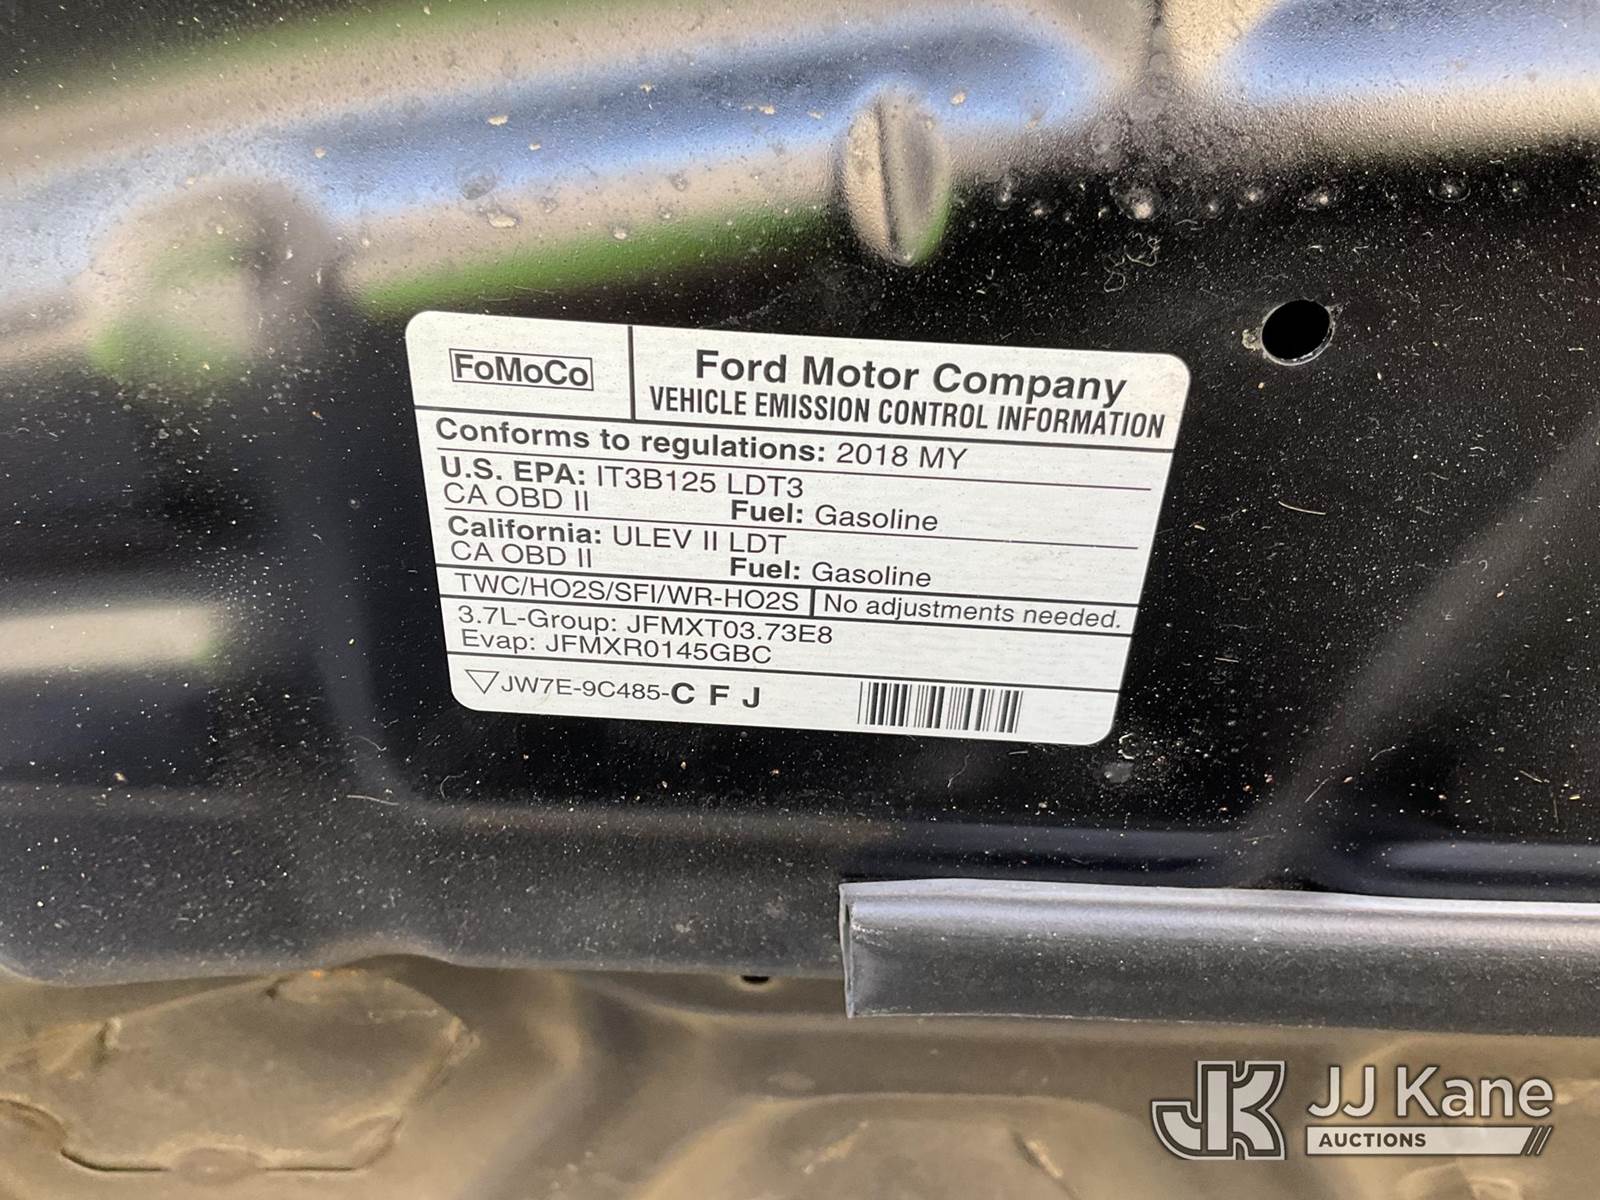 FoMoCo
Ford Motor Company
VEHICLE EMISSION CONTROL INFORMATION
Conforms to regulations: 2018 MY
U.S. EPA: IT3B125 LDT3
CA OBD II Fuel: Gasoline
California: ULEV II LDT
CA OBD II Fuel: Gasoline
TWC/HO2S/SFI/WR-HO2S No adjustments needed.
3.7L-Group: JFMXT03.73E8
Evap: JFMXR0145GBC
JW7E-9C485-C F J
JK JJ Kane
AUCTIONS